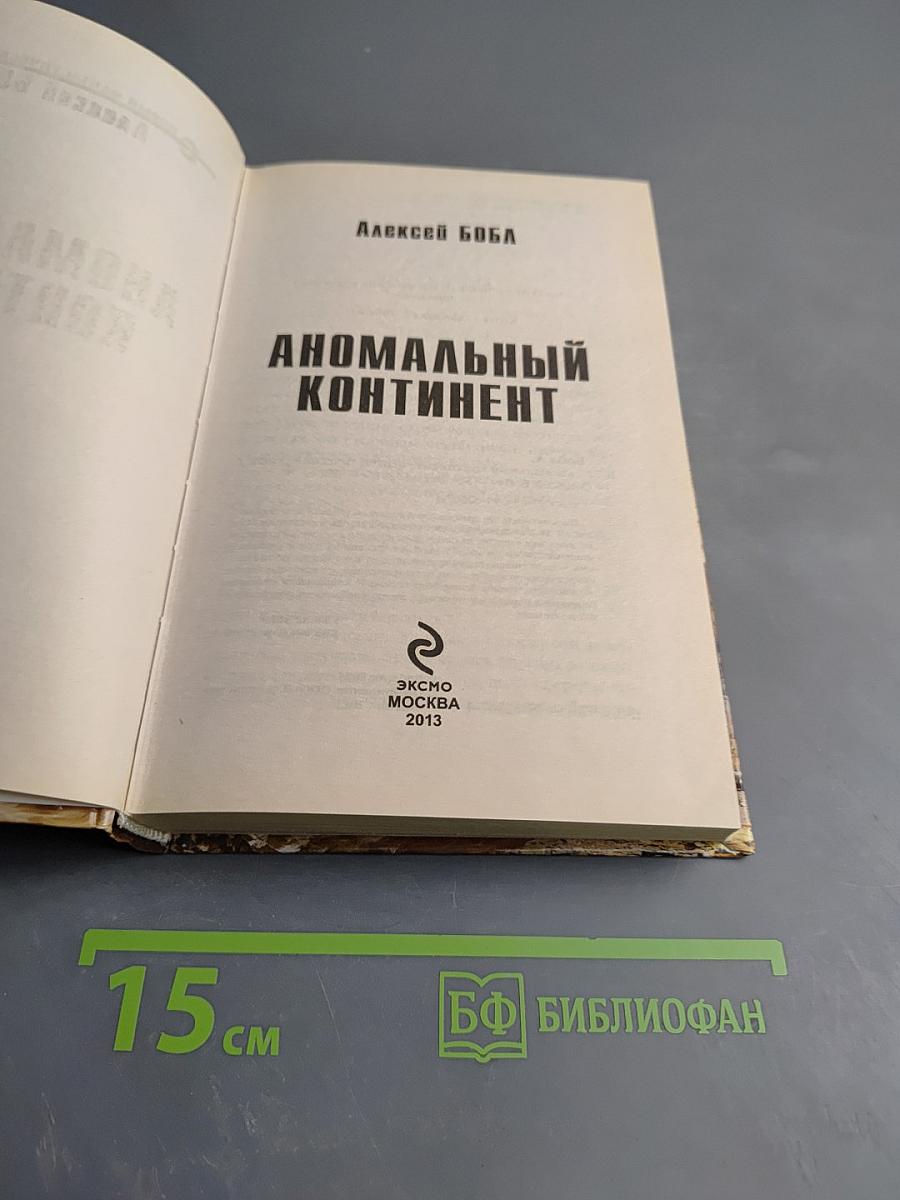 Алексей БОБЛ
АНОМАЛЬНЫЙ
КОНТИНЕНТ
ЭКСМО
МОСКВА
2013
15 см
БФ БИБЛИОФАН